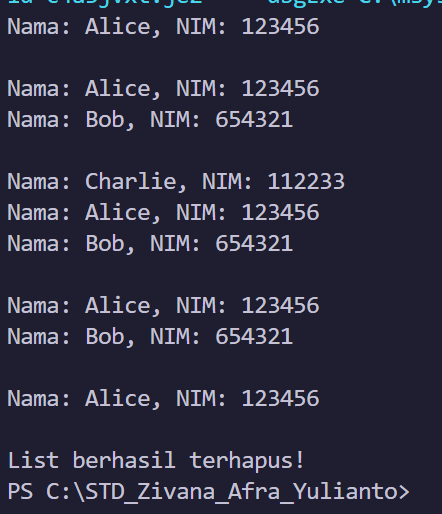 Nama: Alice, NIM: 123456
Nama: Alice, NIM: 123456
Nama: Bob, NIM: 654321
Nama: Charlie, NIM: 112233
Nama: Alice, NIM: 123456
Nama: Bob, NIM: 654321
Nama: Alice, NIM: 123456
Nama: Bob, NIM: 654321
Nama: Alice, NIM: 123456
List berhasil terhapus!
PS C:\STD_Zivana_Afra_Yulianto>